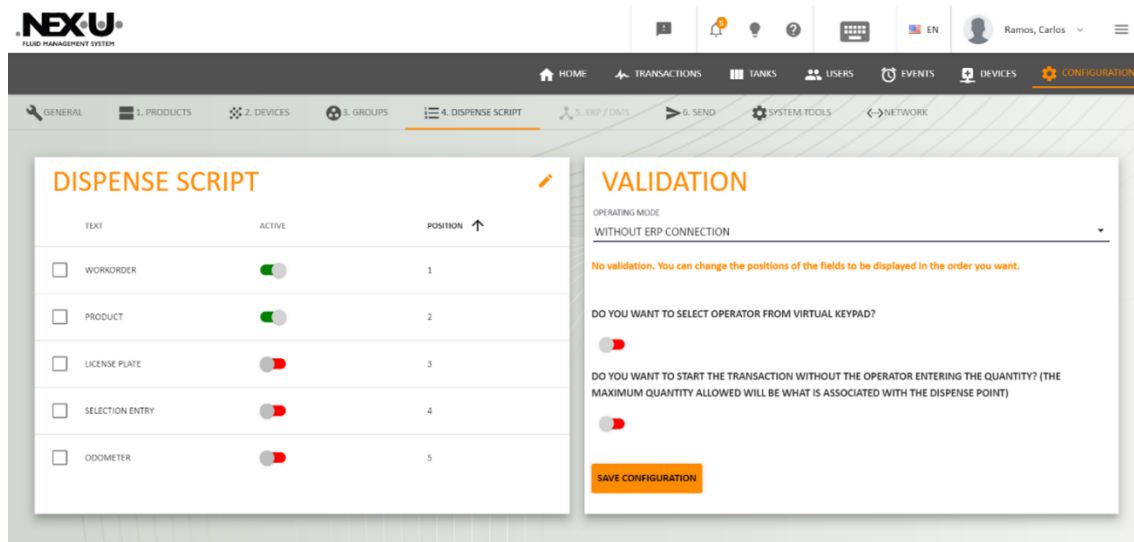 NEX·U·
FLUID MANAGEMENT SYSTEM
5
EN
Ramos, Carlos
HOME
TRANSACTIONS
TANKS
USERS
EVENTS
DEVICES
CONFIGURATION
GENERAL
1. PRODUCTS
2. DEVICES
3. GROUPS
4. DISPENSE SCRIPT
5. ERP / DMS
6. SEND
SYSTEM TOOLS
NETWORK
DISPENSE SCRIPT
TEXT ACTIVE POSITION
WORKORDER 1
PRODUCT 2
LICENSE PLATE 3
SELECTION ENTRY 4
ODOMETER 5
VALIDATION
OPERATING MODE
WITHOUT ERP CONNECTION
No validation. You can change the positions of the fields to be displayed in the order you want.
DO YOU WANT TO SELECT OPERATOR FROM VIRTUAL KEYPAD?
DO YOU WANT TO START THE TRANSACTION WITHOUT THE OPERATOR ENTERING THE QUANTITY? (THE
MAXIMUM QUANTITY ALLOWED WILL BE WHAT IS ASSOCIATED WITH THE DISPENSE POINT)
SAVE CONFIGURATION